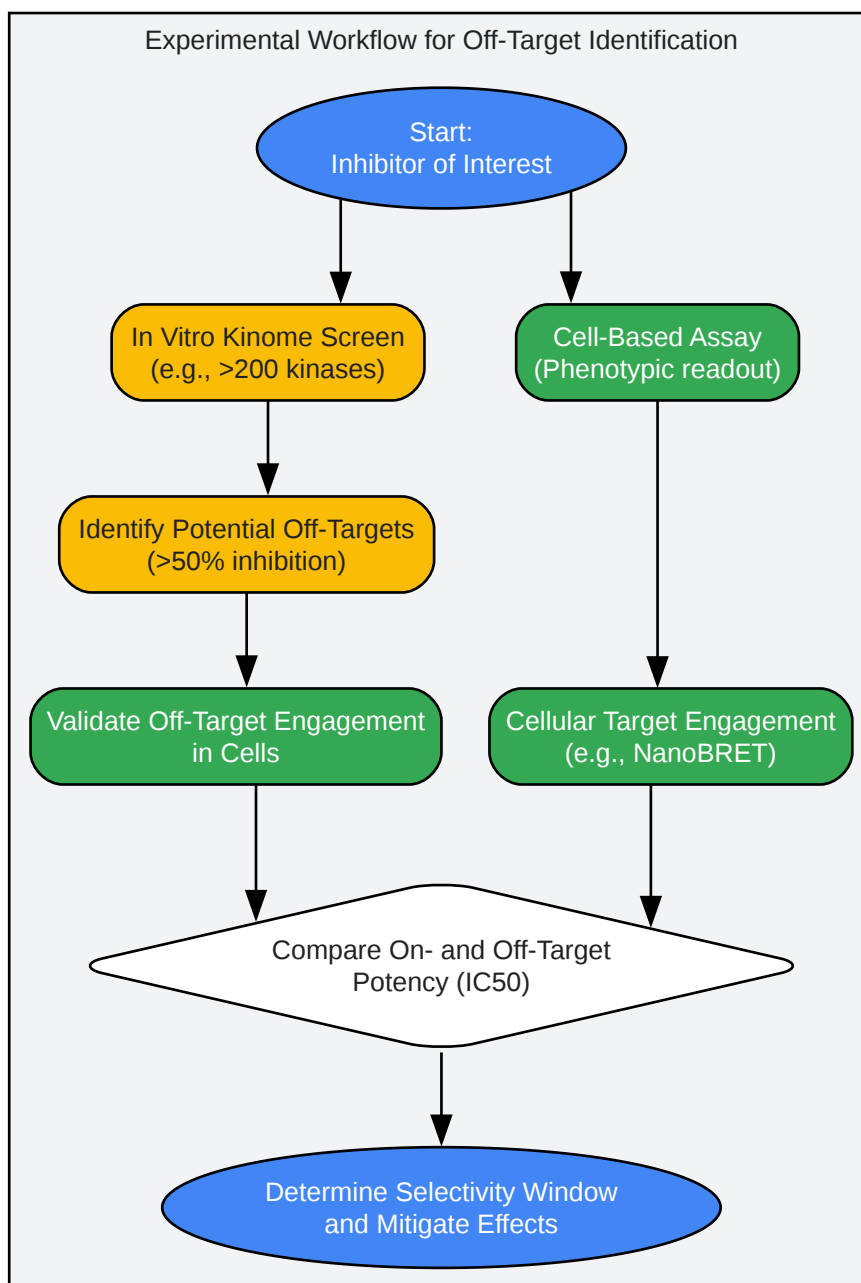 Experimental Workflow for Off-Target Identification
Start:
Inhibitor of Interest
In Vitro Kinome Screen
(e.g., >200 kinases)
Cell-Based Assay
(Phenotypic readout)
Identify Potential Off-Targets
(>50% inhibition)
Validate Off-Target Engagement
in Cells
Cellular Target Engagement
(e.g., NanoBRET)
Compare On- and Off-Target
Potency (IC50)
Determine Selectivity Window
and Mitigate Effects